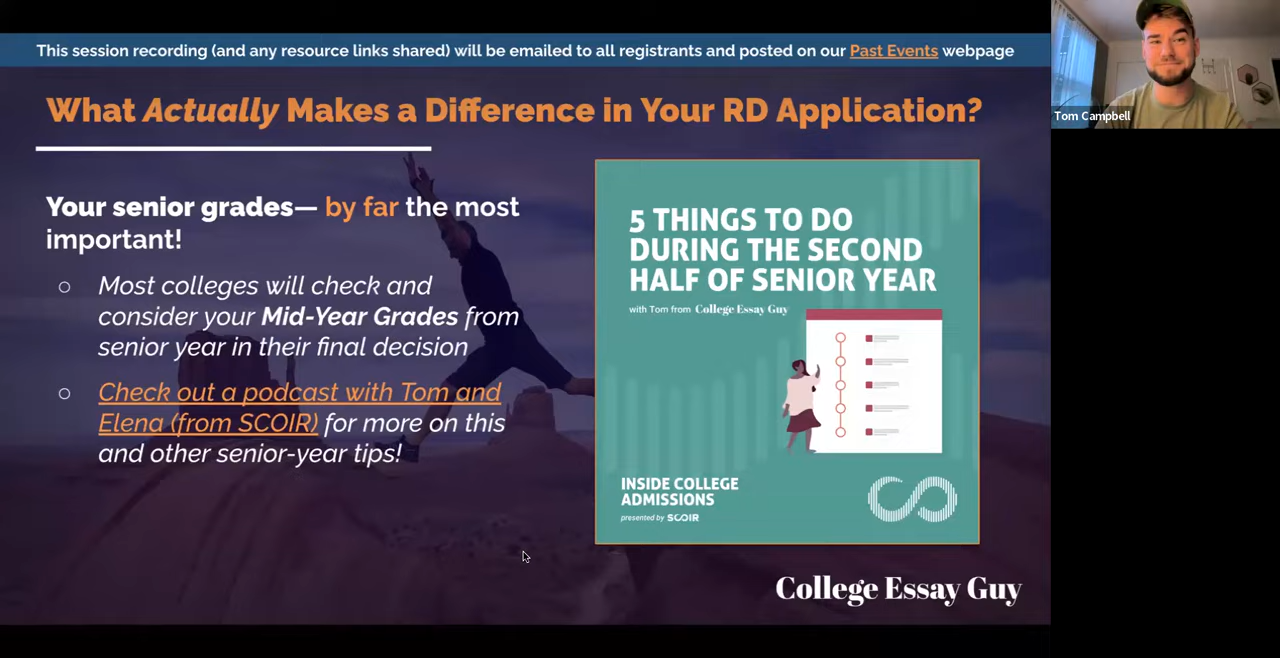 This session recording (and any resource links shared) will be emailed to all registrants and posted on our Past Events webpage
What Actually Makes a Difference in Your RD Application?
Your senior grades— by far the most
important!
○ Most colleges will check and
consider your Mid-Year Grades from
senior year in their final decision
○ Check out a podcast with Tom and
Elena (from SCOIR) for more on this
and other senior-year tips!
5 THINGS TO DO
DURING THE SECOND
HALF OF SENIOR YEAR
with Tom from College Essay Guy
INSIDE COLLEGE
ADMISSIONS
presented by SCOIR
College Essay Guy
Tom Campbell